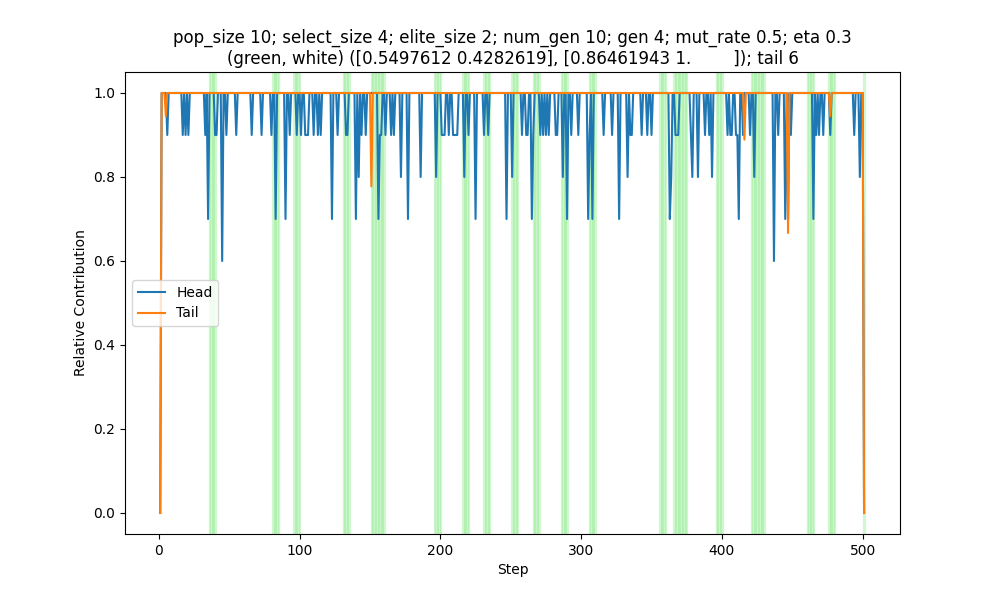 pop_size 10; select_size 4; elite_size 2; num_gen 10; gen 4; mut_rate 0.5; eta 0.3
(green, white) ([0.5497612 0.4282619], [0.86461943 1.        ]); tail 6
1.0
0.8
0.6
0.4
0.2
0.0
Relative Contribution
Head
Tail
0
100
200
300
400
500
Step